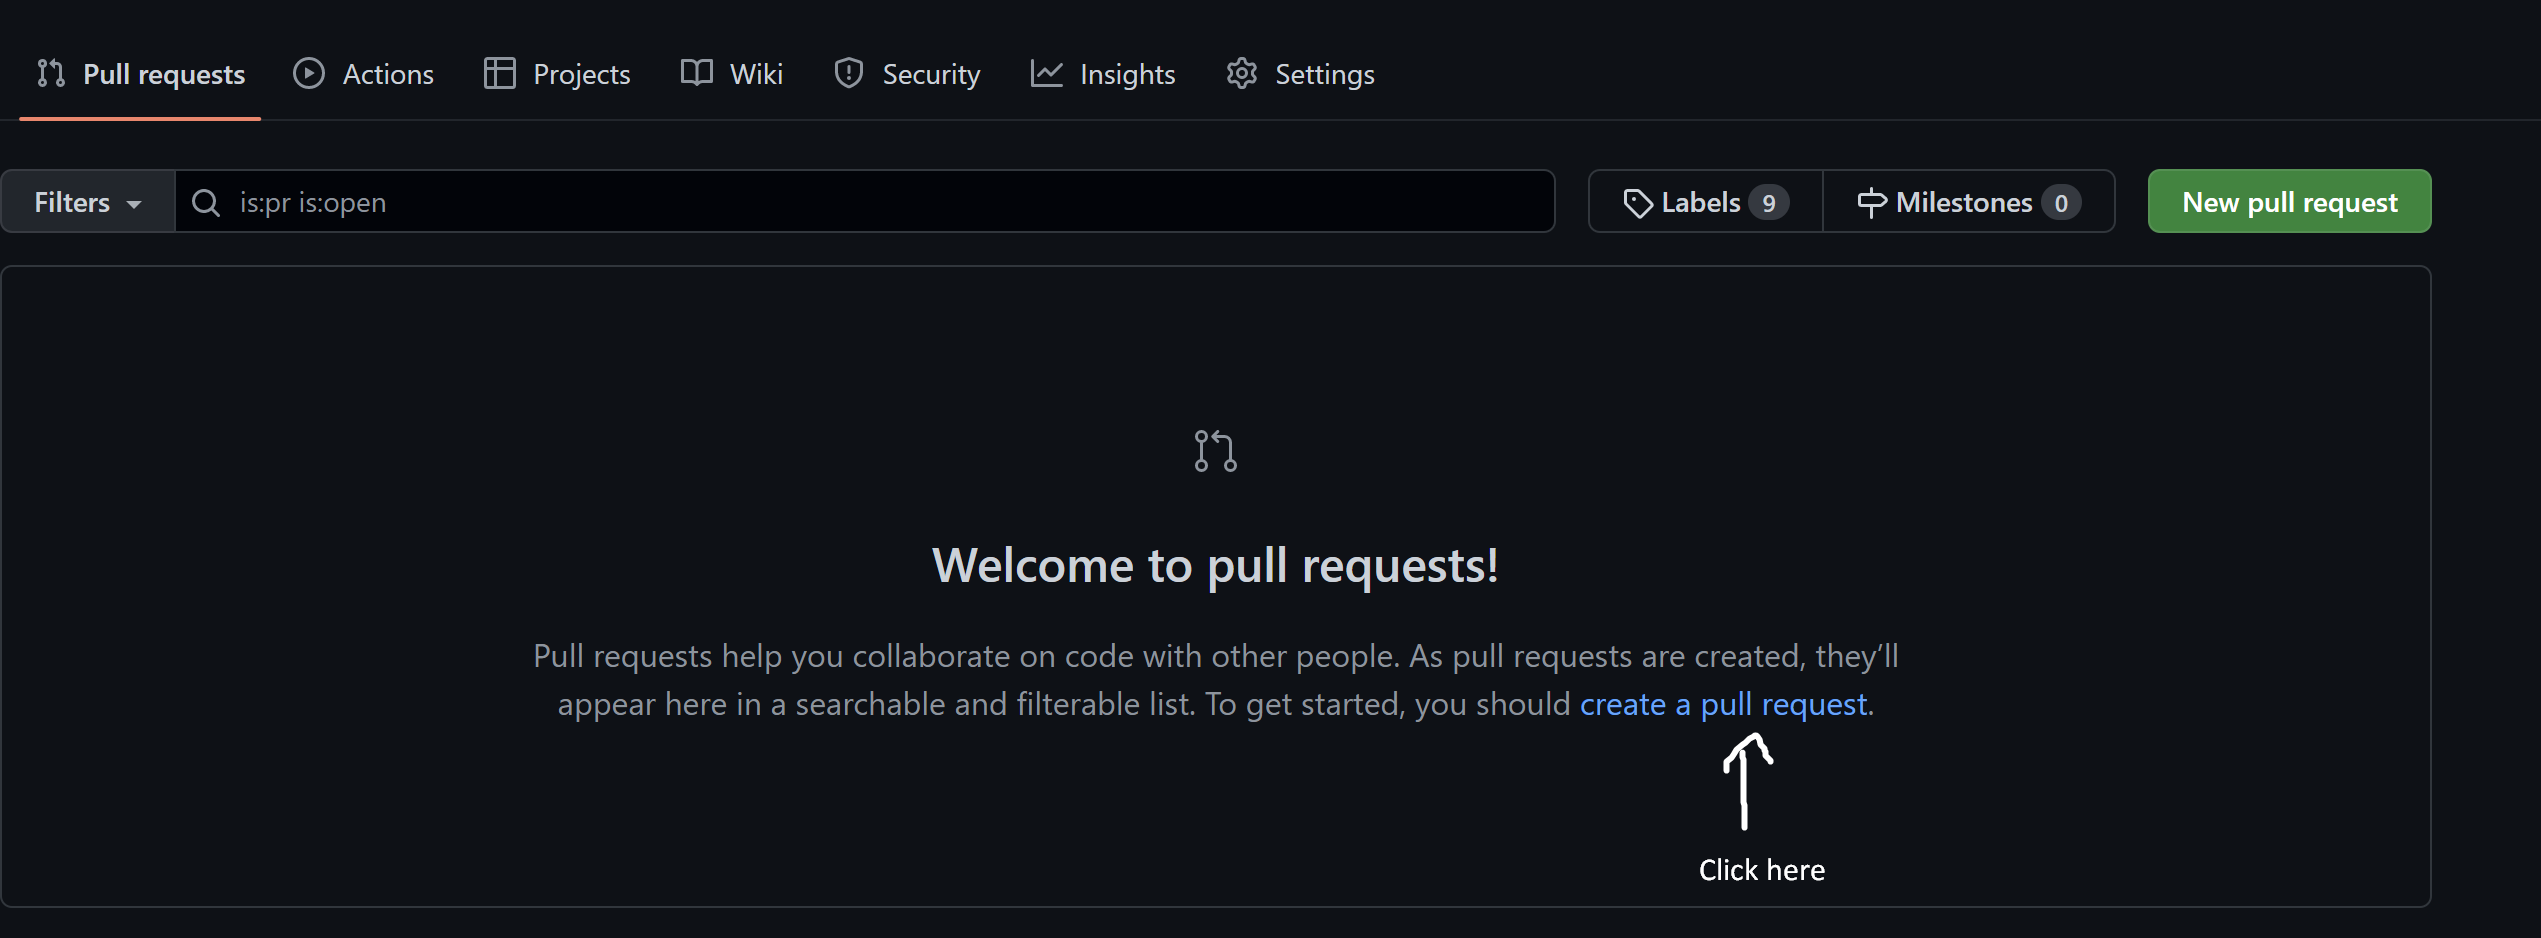 Pull requests Actions Projects Wiki Security Insights Settings
Filters is:pr is:open Labels 9 Milestones 0 New pull request
Welcome to pull requests!
Pull requests help you collaborate on code with other people. As pull requests are created, they’ll
appear here in a searchable and filterable list. To get started, you should create a pull request.
Click here